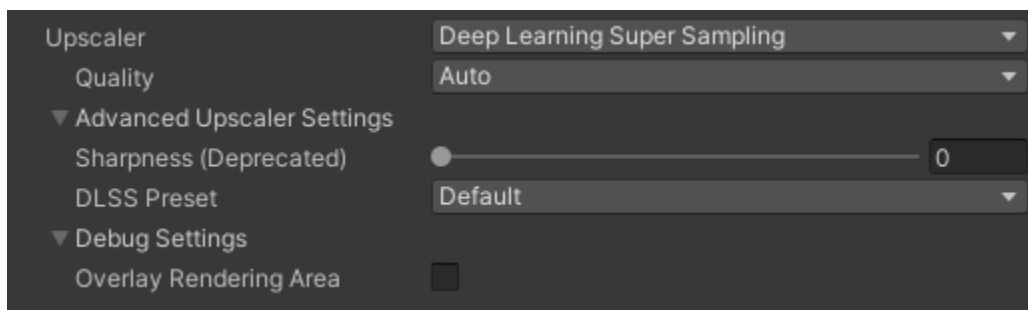 Upscaler Deep Learning Super Sampling
Quality Auto
Advanced Upscaler Settings
Sharpness (Deprecated) 0
DLSS Preset Default
Debug Settings
Overlay Rendering Area